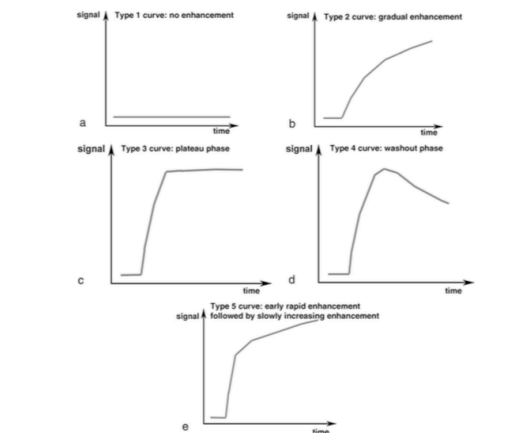 signal Type 1 curve: no enhancement
a
time
signal Type 2 curve: gradual enhancement
b
time
signal Type 3 curve: plateau phase
c
time
signal Type 4 curve: washout phase
d
time
Type 5 curve: early rapid enhancement
signal followed by slowly increasing enhancement
e
time